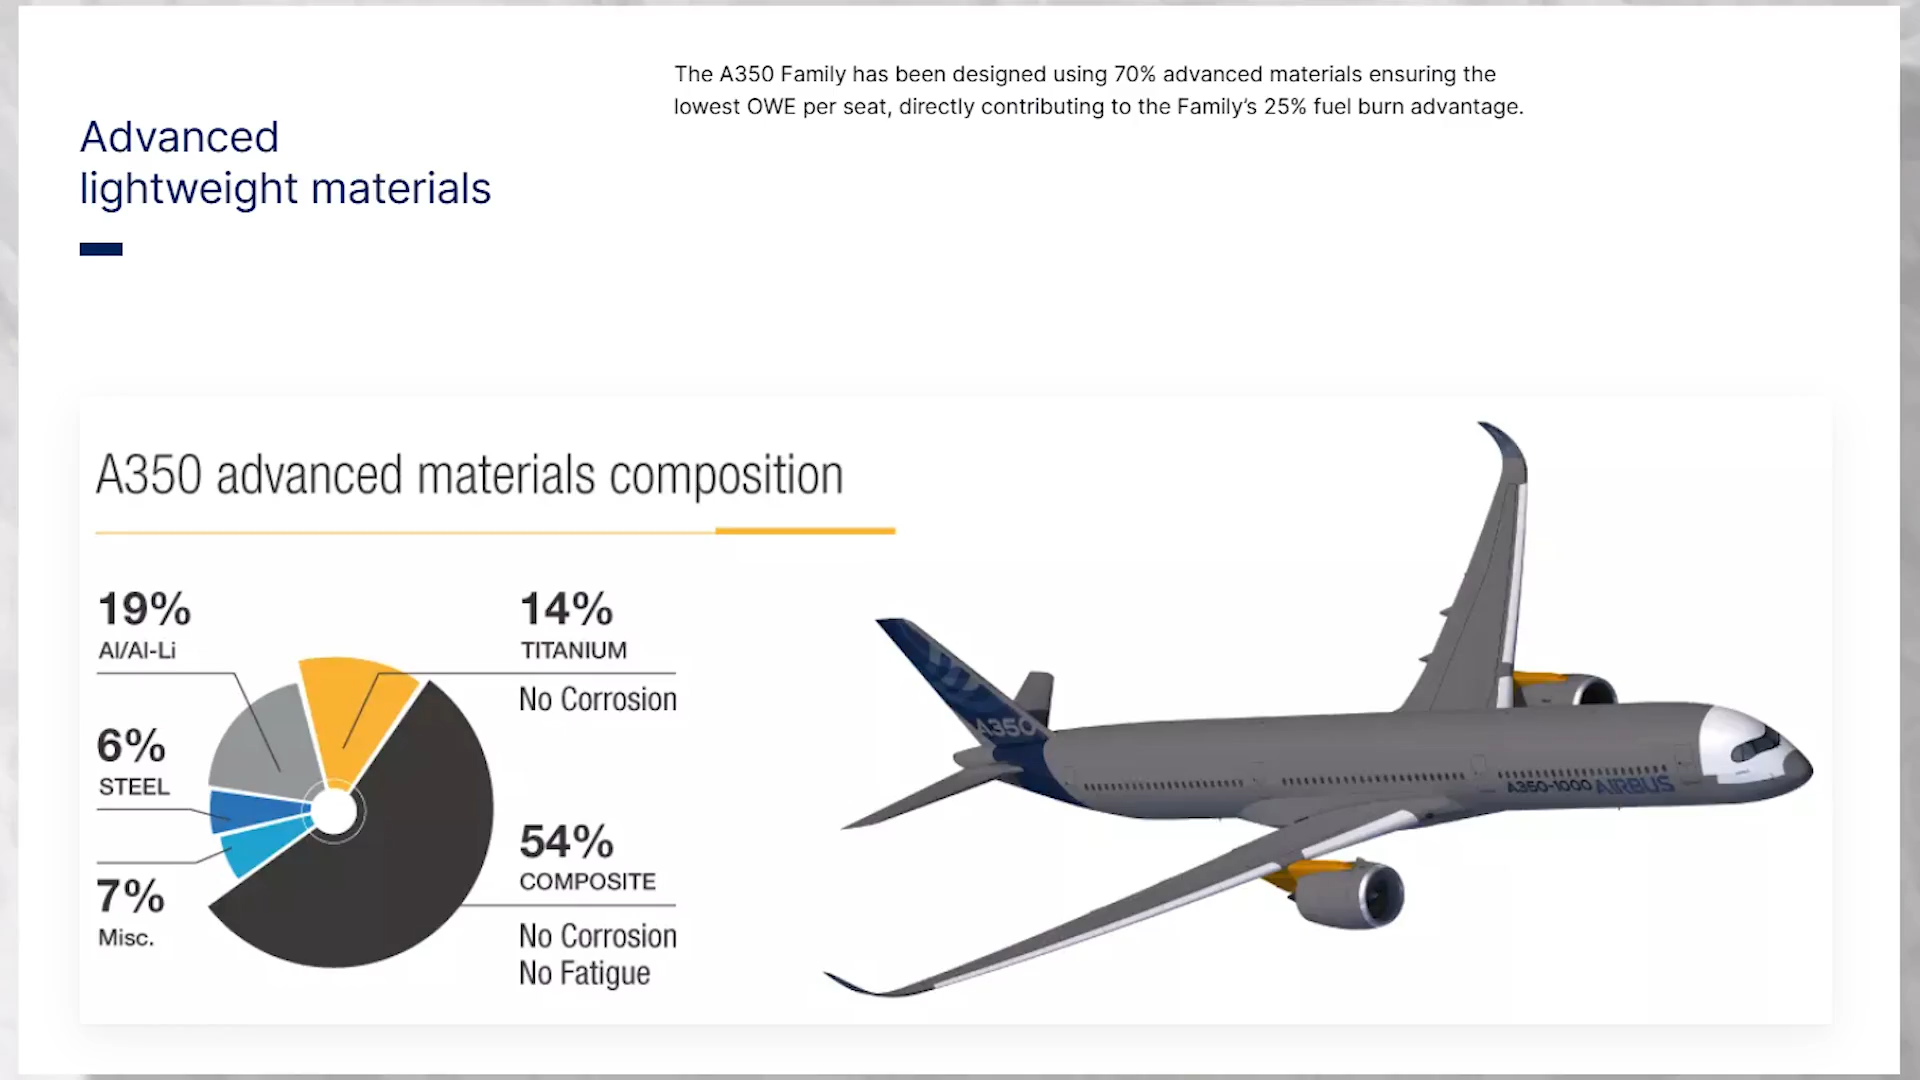 The A350 Family has been designed using 70% advanced materials ensuring the
lowest OWE per seat, directly contributing to the Family’s 25% fuel burn advantage.
Advanced
lightweight materials
A350 advanced materials composition
19%
Al/Al-Li
14%
TITANIUM
No Corrosion
6%
STEEL
54%
COMPOSITE
No Corrosion
No Fatigue
7%
Misc.
A350
A350-1000 AIRBUS